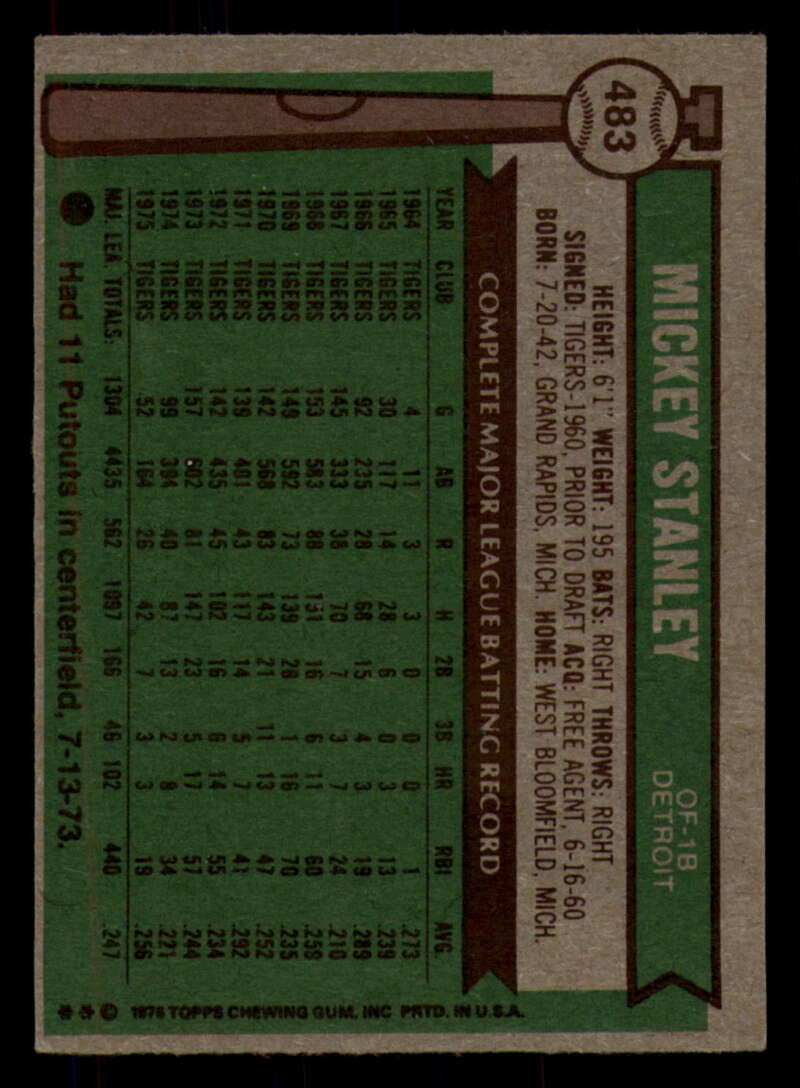 483
MICKEY STANLEY
OF-1B
DETROIT
HEIGHT: 6'1" WEIGHT: 195 BATS: RIGHT THROWS: RIGHT
SIGNED: TIGERS-1960, PRIOR TO DRAFT ACQ: FREE AGENT, 6-16-60
BORN: 7-20-42, GRAND RAPIDS, MICH. HOME: WEST BLOOMFIELD, MICH.
COMPLETE MAJOR LEAGUE BATTING RECORD
YEAR CLUB G AB R H 2B 3B HR RBI AVG.
1964 TIGERS 4 11 3 3 0 0 0 1 .273
1965 TIGERS 30 117 14 28 6 0 3 13 .239
1966 TIGERS 92 235 28 68 15 4 3 19 .289
1967 TIGERS 145 333 38 70 7 3 7 24 .210
1968 TIGERS 153 583 88 151 16 6 11 60 .259
1969 TIGERS 149 592 73 139 28 1 16 70 .235
1970 TIGERS 142 568 83 143 21 11 13 47 .252
1971 TIGERS 139 401 43 117 14 5 7 41 .292
1972 TIGERS 142 435 45 102 16 6 14 55 .234
1973 TIGERS 157 602 81 147 23 5 17 57 .244
1974 TIGERS 99 394 40 87 13 2 8 34 .221
1975 TIGERS 52 164 26 42 7 3 3 19 .256
MAJ. LEA. TOTALS: 1304 4435 562 1097 166 46 102 440 .247
Had 11 Putouts in centerfield, 7-13-73.
** © 1976 TOPPS CHEWING GUM, INC. PRTD. IN U.S.A.